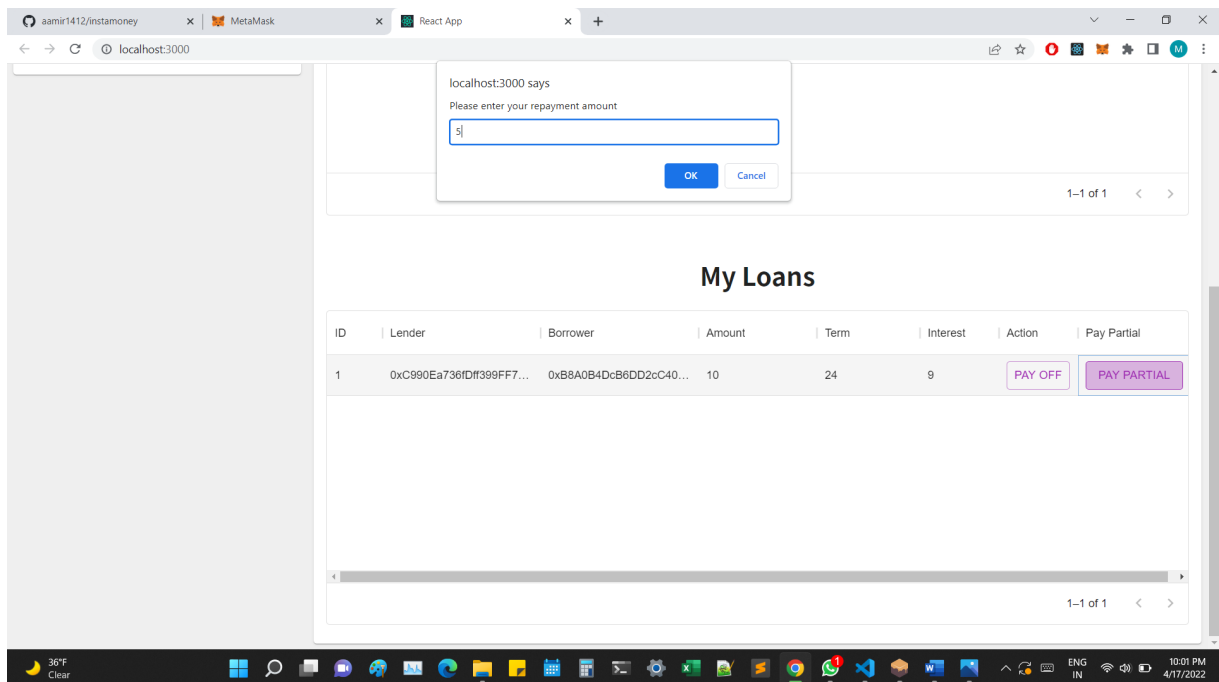 aamir1412/instamoney
MetaMask
React App
localhost:3000
M
localhost:3000 says
Please enter your repayment amount
5
OK
Cancel
1–1 of 1
My Loans
ID Lender Borrower Amount Term Interest Action Pay Partial
1 0xC990Ea736fDff399FF7... 0xB8A0B4DcB6DD2cC40... 10 24 9 PAY OFF PAY PARTIAL
1–1 of 1
36°F
Clear
1
ENG
IN
10:01 PM
4/17/2022